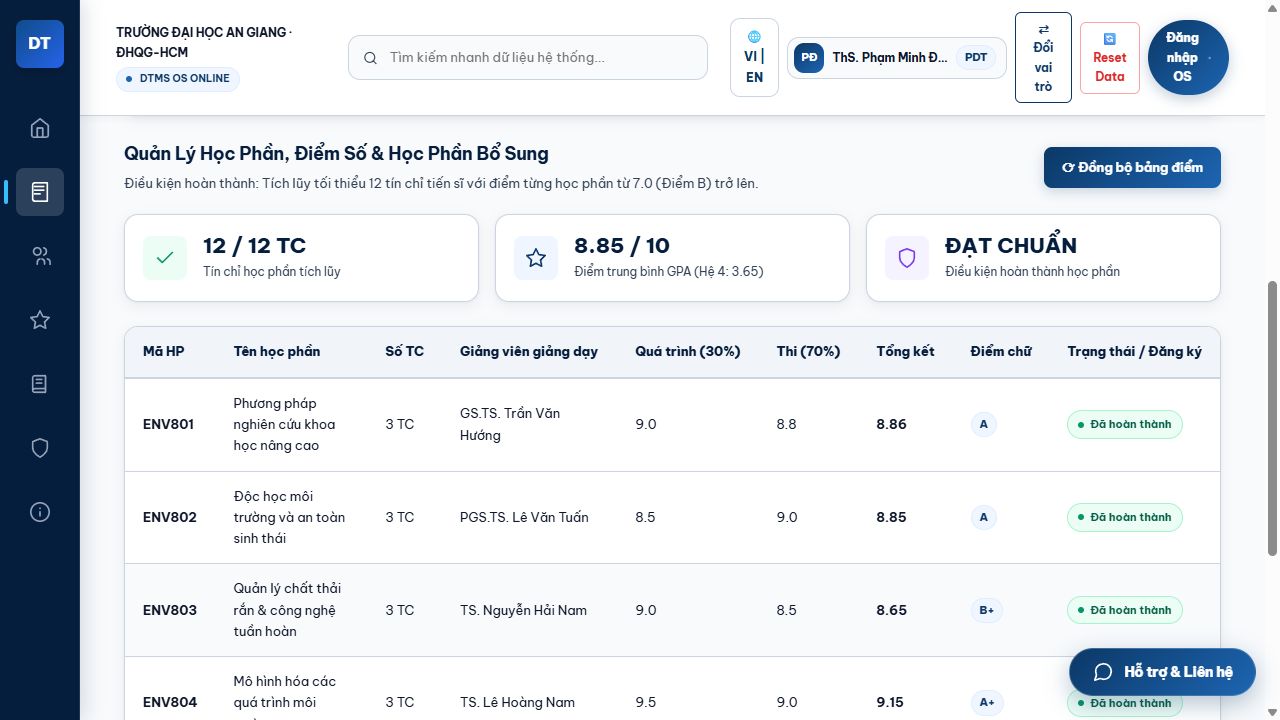 DT
TRƯỜNG ĐẠI HỌC AN GIANG ·
ĐHQG-HCM
DTMS OS ONLINE
Tìm kiếm nhanh dữ liệu hệ thống...
VI |
EN
PĐ
ThS. Phạm Minh Đ...
PDT
Đổi
vai
trò
Reset
Data
Đăng
nhập
OS
Quản Lý Học Phần, Điểm Số & Học Phần Bổ Sung
Điều kiện hoàn thành: Tích lũy tối thiểu 12 tín chỉ tiến sĩ với điểm từng học phần từ 7.0 (Điểm B) trở lên.
Đồng bộ bảng điểm
12 / 12 TC
Tín chỉ học phần tích lũy
8.85 / 10
Điểm trung bình GPA (Hệ 4: 3.65)
ĐẠT CHUẨN
Điều kiện hoàn thành học phần
Mã HP Tên học phần Số TC Giảng viên giảng dạy Quá trình (30%) Thi (70%) Tổng kết Điểm chữ Trạng thái / Đăng ký
ENV801
Phương pháp
nghiên cứu khoa
học nâng cao
3 TC
GS.TS. Trần Văn
Hướng
9.0
8.8
8.86
A
Đã hoàn thành
ENV802
Độc học môi
trường và an toàn
sinh thái
3 TC
PGS.TS. Lê Văn Tuấn
8.5
9.0
8.85
A
Đã hoàn thành
ENV803
Quản lý chất thải
rắn & công nghệ
tuần hoàn
3 TC
TS. Nguyễn Hải Nam
9.0
8.5
8.65
B+
Đã hoàn thành
ENV804
Mô hình hóa các
quá trình môi
3 TC
TS. Lê Hoàng Nam
9.5
9.0
9.15
A+
Đã hoàn thành
Hỗ trợ & Liên hệ